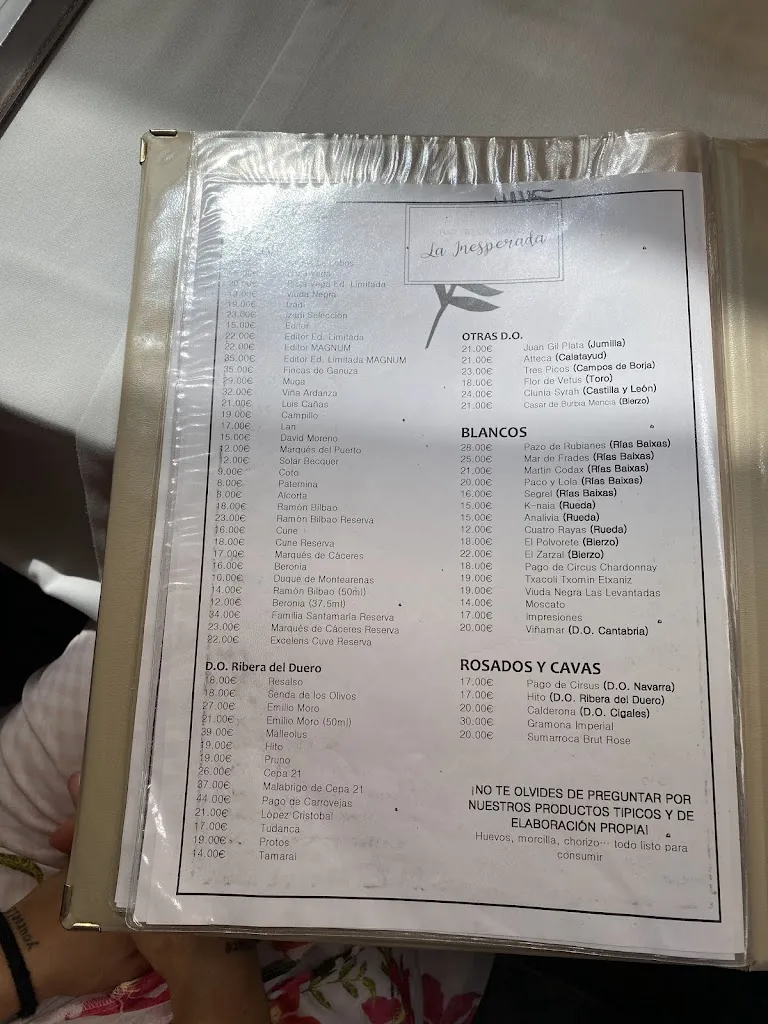 La Inesperada
Ed. Limitada
Viuda Negra
19.00€ Izadi
23.00€ Izadi Selección
15.00€ Editor
22.00€ Editor Ed. Limitada
22.00€ Editor MAGNUM
35.00€ Editor Ed. Limitada MAGNUM
35.00€ Fincas de Ganuza
29.00€ Muga
32.00€ Viña Ardanza
21.00€ Luis Cañas
19.00€ Campillo
17.00€ Lan
15.00€ David Moreno
12.00€ Marqués del Puerto
12.00€ Solar Becquer
9.00€ Coto
8.00€ Paternina
8.00€ Alcorta
18.00€ Ramón Bilbao
23.00€ Ramón Bilbao Reserva
16.00€ Cune
18.00€ Cune Reserva
17.00€ Marqués de Cáceres
16.00€ Beronia
10.00€ Duque de Montearenas
14.00€ Ramón Bilbao (50ml)
12.00€ Beronia (37.5ml)
34.00€ Familia Santamaría Reserva
23.00€ Marqués de Cáceres Reserva
22.00€ Excelens Cuve Reserva
D.O. Ribera del Duero
18.00€ Resalso
18.00€ Senda de los Olivos
27.00€ Emilio Moro
21.00€ Emilio Moro (50ml)
39.00€ Malleolus
19.00€ Hito
19.00€ Pruno
26.00€ Cepa 21
37.00€ Malabrigo de Cepa 21
44.00€ Pago de Carrovejas
21.00€ López Cristobal
17.00€ Tudanca
19.00€ Protos
14.00€ Tamaral
OTRAS D.O.
21.00€ Juan Gil Plata (Jumilla)
21.00€ Atteca (Calatayud)
23.00€ Tres Picos (Campos de Borja)
18.00€ Flor de Vetus (Toro)
24.00€ Clunia Syrah (Castilla y León)
21.00€ Casar de Burbia Mencía (Bierzo)
BLANCOS
28.00€ Pazo de Rubianes (Rías Baixas)
25.00€ Mar de Frades (Rías Baixas)
21.00€ Martin Codax (Rías Baixas)
20.00€ Paco y Lola (Rías Baixas)
16.00€ Segrel (Rías Baixas)
15.00€ K-naia (Rueda)
15.00€ Analivia (Rueda)
12.00€ Cuatro Rayas (Rueda)
18.00€ El Polvorete (Bierzo)
22.00€ El Zarzal (Bierzo)
18.00€ Pago de Circus Chardonnay
19.00€ Txacoli Txomin Etxaniz
19.00€ Viuda Negra Las Levantadas
14.00€ Moscato
17.00€ Impresiones
20.00€ Viñamar (D.O. Cantabria)
ROSADOS Y CAVAS
17.00€ Pago de Cirsus (D.O. Navarra)
17.00€ Hito (D.O. Ribera del Duero)
20.00€ Calderona (D.O. Cigales)
30.00€ Gramona Imperial
20.00€ Sumarroca Brut Rose
¡NO TE OLVIDES DE PREGUNTAR POR
NUESTROS PRODUCTOS TIPICOS Y DE
ELABORACIÓN PROPIA!
Huevos, morcilla, chorizo... todo listo para
consumir